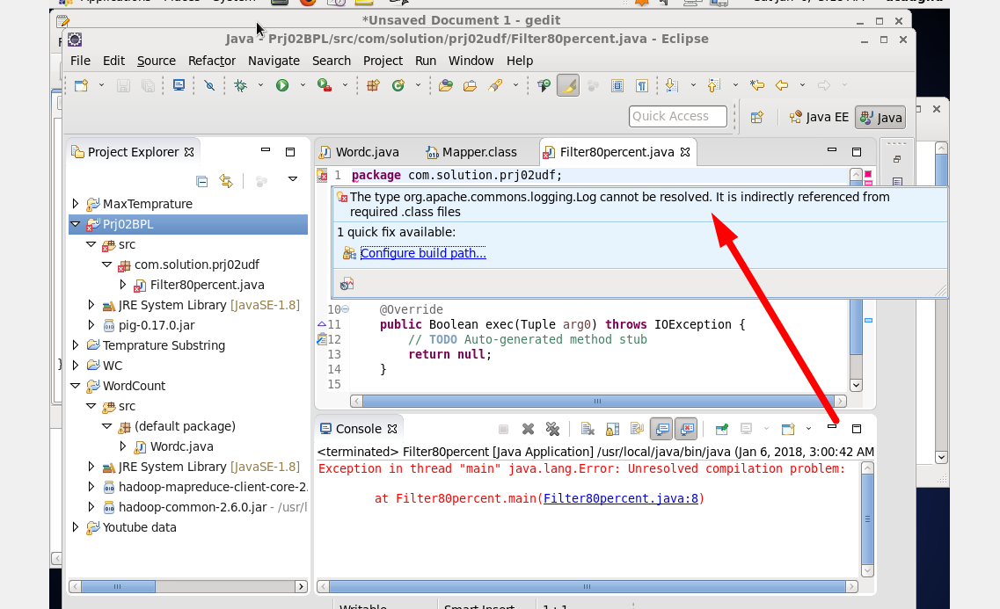 *Unsaved Document 1 - gedit
Java - Prj02BPL/src/com/solution/prj02udf/Filter80percent.java - Eclipse
File Edit Source Refactor Navigate Search Project Run Window Help
Quick Access
Java EE
Java
Project Explorer
MaxTemprature
Prj02BPL
src
com.solution.prj02udf
Filter80percent.java
JRE System Library [JavaSE-1.8]
pig-0.17.0.jar
Temprature Substring
WC
WordCount
src
(default package)
Wordc.java
JRE System Library [JavaSE-1.8]
hadoop-mapreduce-client-core-2.
hadoop-common-2.6.0.jar - /usr/l
Youtube data
Wordc.java
Mapper.class
Filter80percent.java
1 package com.solution.prj02udf;
The type org.apache.commons.logging.Log cannot be resolved. It is indirectly referenced from
required .class files
1 quick fix available:
Configure build path...
10 @Override
11 public Boolean exec(Tuple arg0) throws IOException {
12 // TODO Auto-generated method stub
13 return null;
14 }
15
Console
<terminated> Filter80percent [Java Application] /usr/local/java/bin/java (Jan 6, 2018, 3:00:42 AM
Exception in thread "main" java.lang.Error: Unresolved compilation problem:
at Filter80percent.main(Filter80percent.java:8)
Writable
Smart Insert
1 : 1